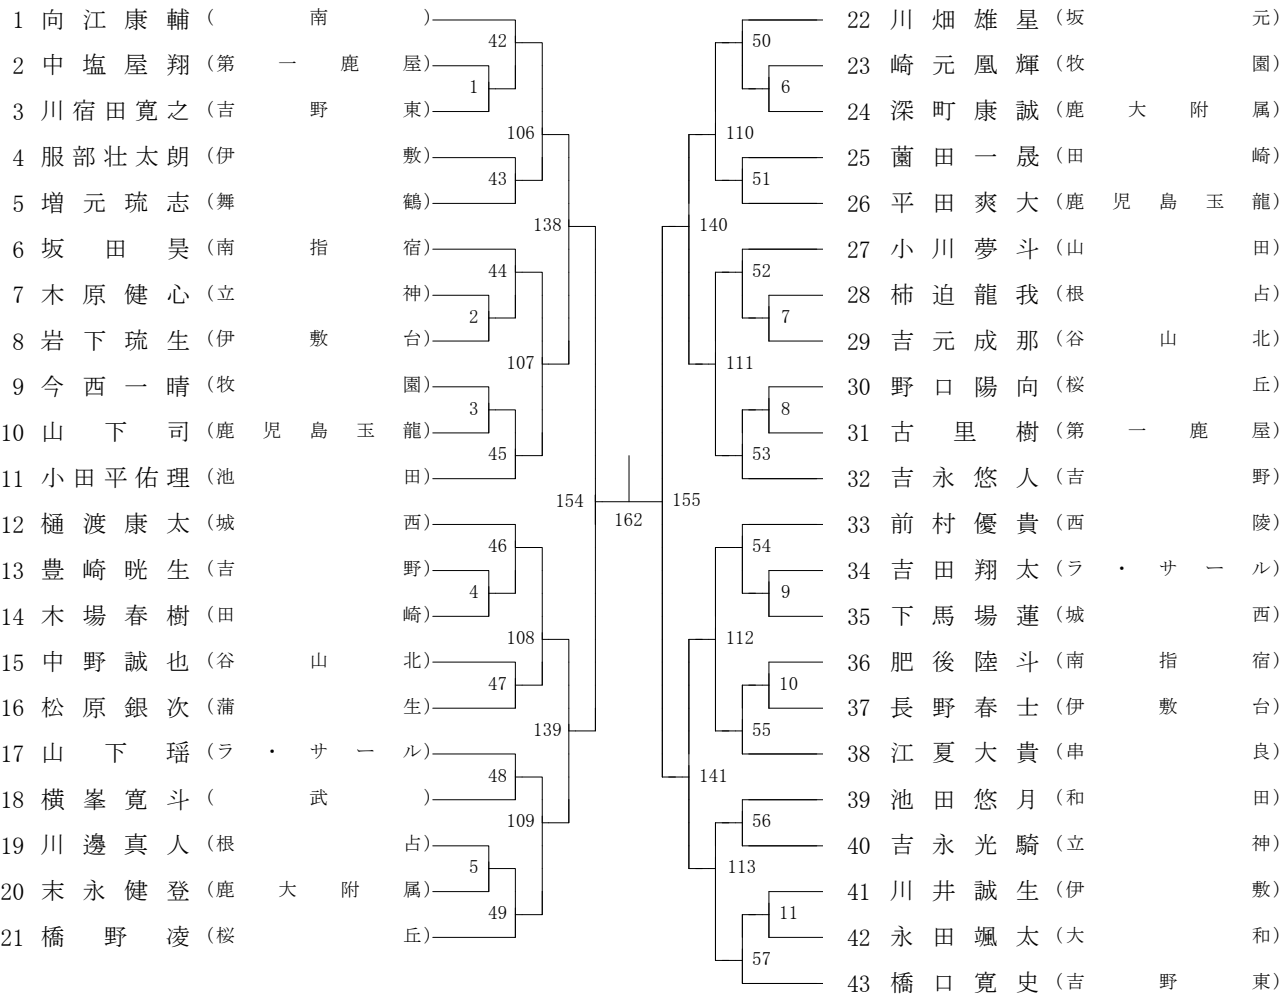 1 向江康輔 (南)
2 中塩屋翔 (第一鹿屋)
3 川宿田寛之 (吉野東)
4 服部壮太朗 (伊敷)
5 増元琉志 (舞鶴)
6 坂田昊 (南指宿)
7 木原健心 (立神)
8 岩下琉生 (伊敷台)
9 今西一晴 (牧園)
10 山下司 (鹿児島玉龍)
11 小田平佑理 (池田)
12 樋渡康太 (城西)
13 豊崎晄生 (吉野)
14 木場春樹 (田崎)
15 中野誠也 (谷山北)
16 松原銀次 (蒲生)
17 山下瑶 (ラ・サール)
18 横峯寛斗 (武)
19 川邊真人 (根占)
20 末永健登 (鹿大附属)
21 橋野凌 (桜丘)
42
1
106
43
138
44
2
107
3
45
154
46
4
108
47
139
48
109
5
49
162
155
50
6
110
51
140
52
7
111
8
53
54
9
112
10
55
141
56
113
11
57
22 川畑雄星 (坂元)
23 崎元凰輝 (牧園)
24 深町康誠 (鹿大附属)
25 薗田一晟 (田崎)
26 平田爽大 (鹿児島玉龍)
27 小川夢斗 (山田)
28 柿迫龍我 (根占)
29 吉元成那 (谷山北)
30 野口陽向 (桜丘)
31 古里樹 (第一鹿屋)
32 吉永悠人 (吉野)
33 前村優貴 (西陵)
34 吉田翔太 (ラ・サール)
35 下馬場蓮 (城西)
36 肥後陸斗 (南指宿)
37 長野春士 (伊敷台)
38 江夏大貴 (串良)
39 池田悠月 (和田)
40 吉永光騎 (立神)
41 川井誠生 (伊敷)
42 永田颯太 (大和)
43 橋口寛史 (吉野東)